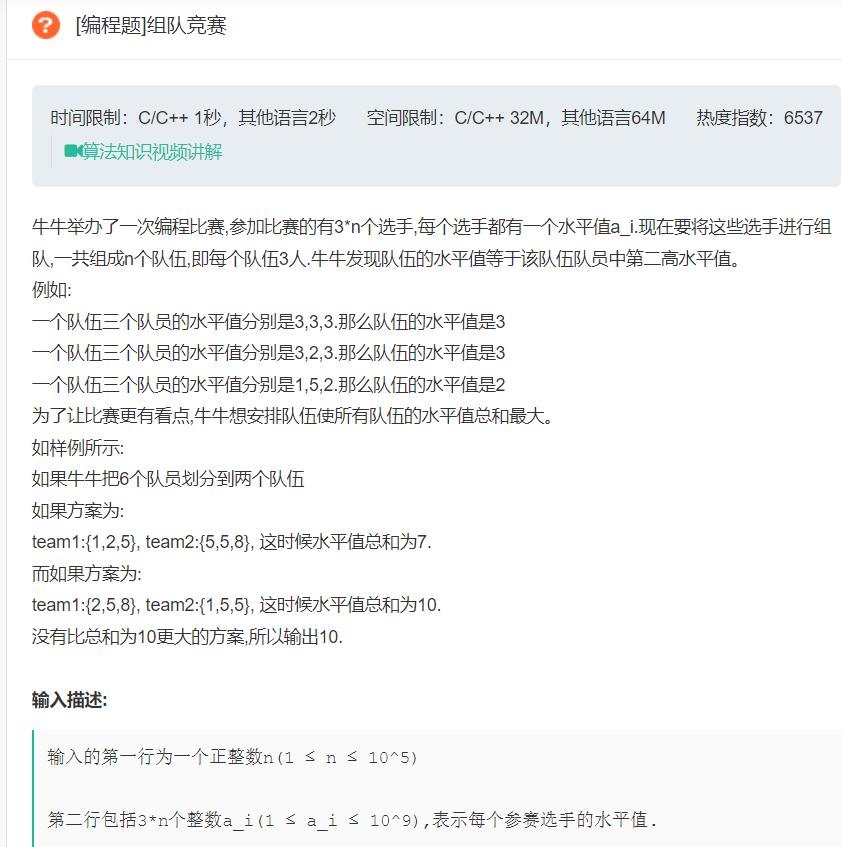 [编程题]组队竞赛
时间限制：C/C++ 1秒，其他语言2秒 空间限制：C/C++ 32M，其他语言64M 热度指数：6537
算法知识视频讲解
牛牛举办了一次编程比赛,参加比赛的有3*n个选手,每个选手都有一个水平值a_i.现在要将这些选手进行组
队,一共组成n个队伍,即每个队伍3人.牛牛发现队伍的水平值等于该队伍队员中第二高水平值。
例如:
一个队伍三个队员的水平值分别是3,3,3.那么队伍的水平值是3
一个队伍三个队员的水平值分别是3,2,3.那么队伍的水平值是3
一个队伍三个队员的水平值分别是1,5,2.那么队伍的水平值是2
为了让比赛更有看点,牛牛想安排队伍使所有队伍的水平值总和最大。
如样例所示:
如果牛牛把6个队员划分到两个队伍
如果方案为:
team1:{1,2,5}, team2:{5,5,8}, 这时候水平值总和为7.
而如果方案为:
team1:{2,5,8}, team2:{1,5,5}, 这时候水平值总和为10.
没有比总和为10更大的方案,所以输出10.
输入描述:
输入的第一行为一个正整数n(1 ≤ n ≤ 10^5)
第二行包括3*n个整数a_i(1 ≤ a_i ≤ 10^9),表示每个参赛选手的水平值.